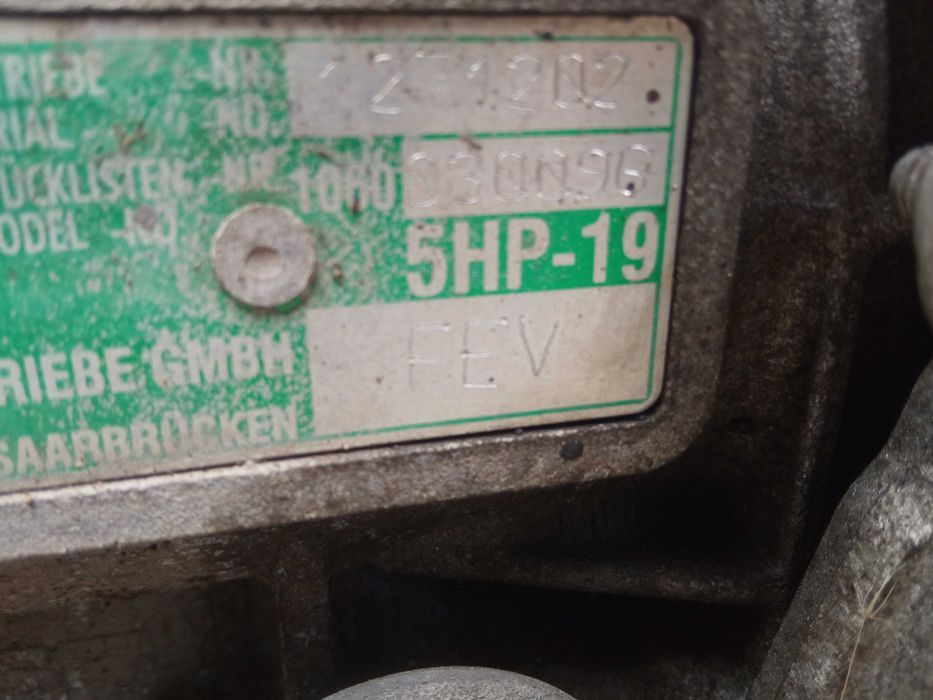 RIEBE -NR. 1271202
RIAL - NO.
ÜCKLISTEN- NR. 1060 030096
ODEL -NO.
5HP-19
RIEBE GMBH FEV
SAARBRÜCKEN